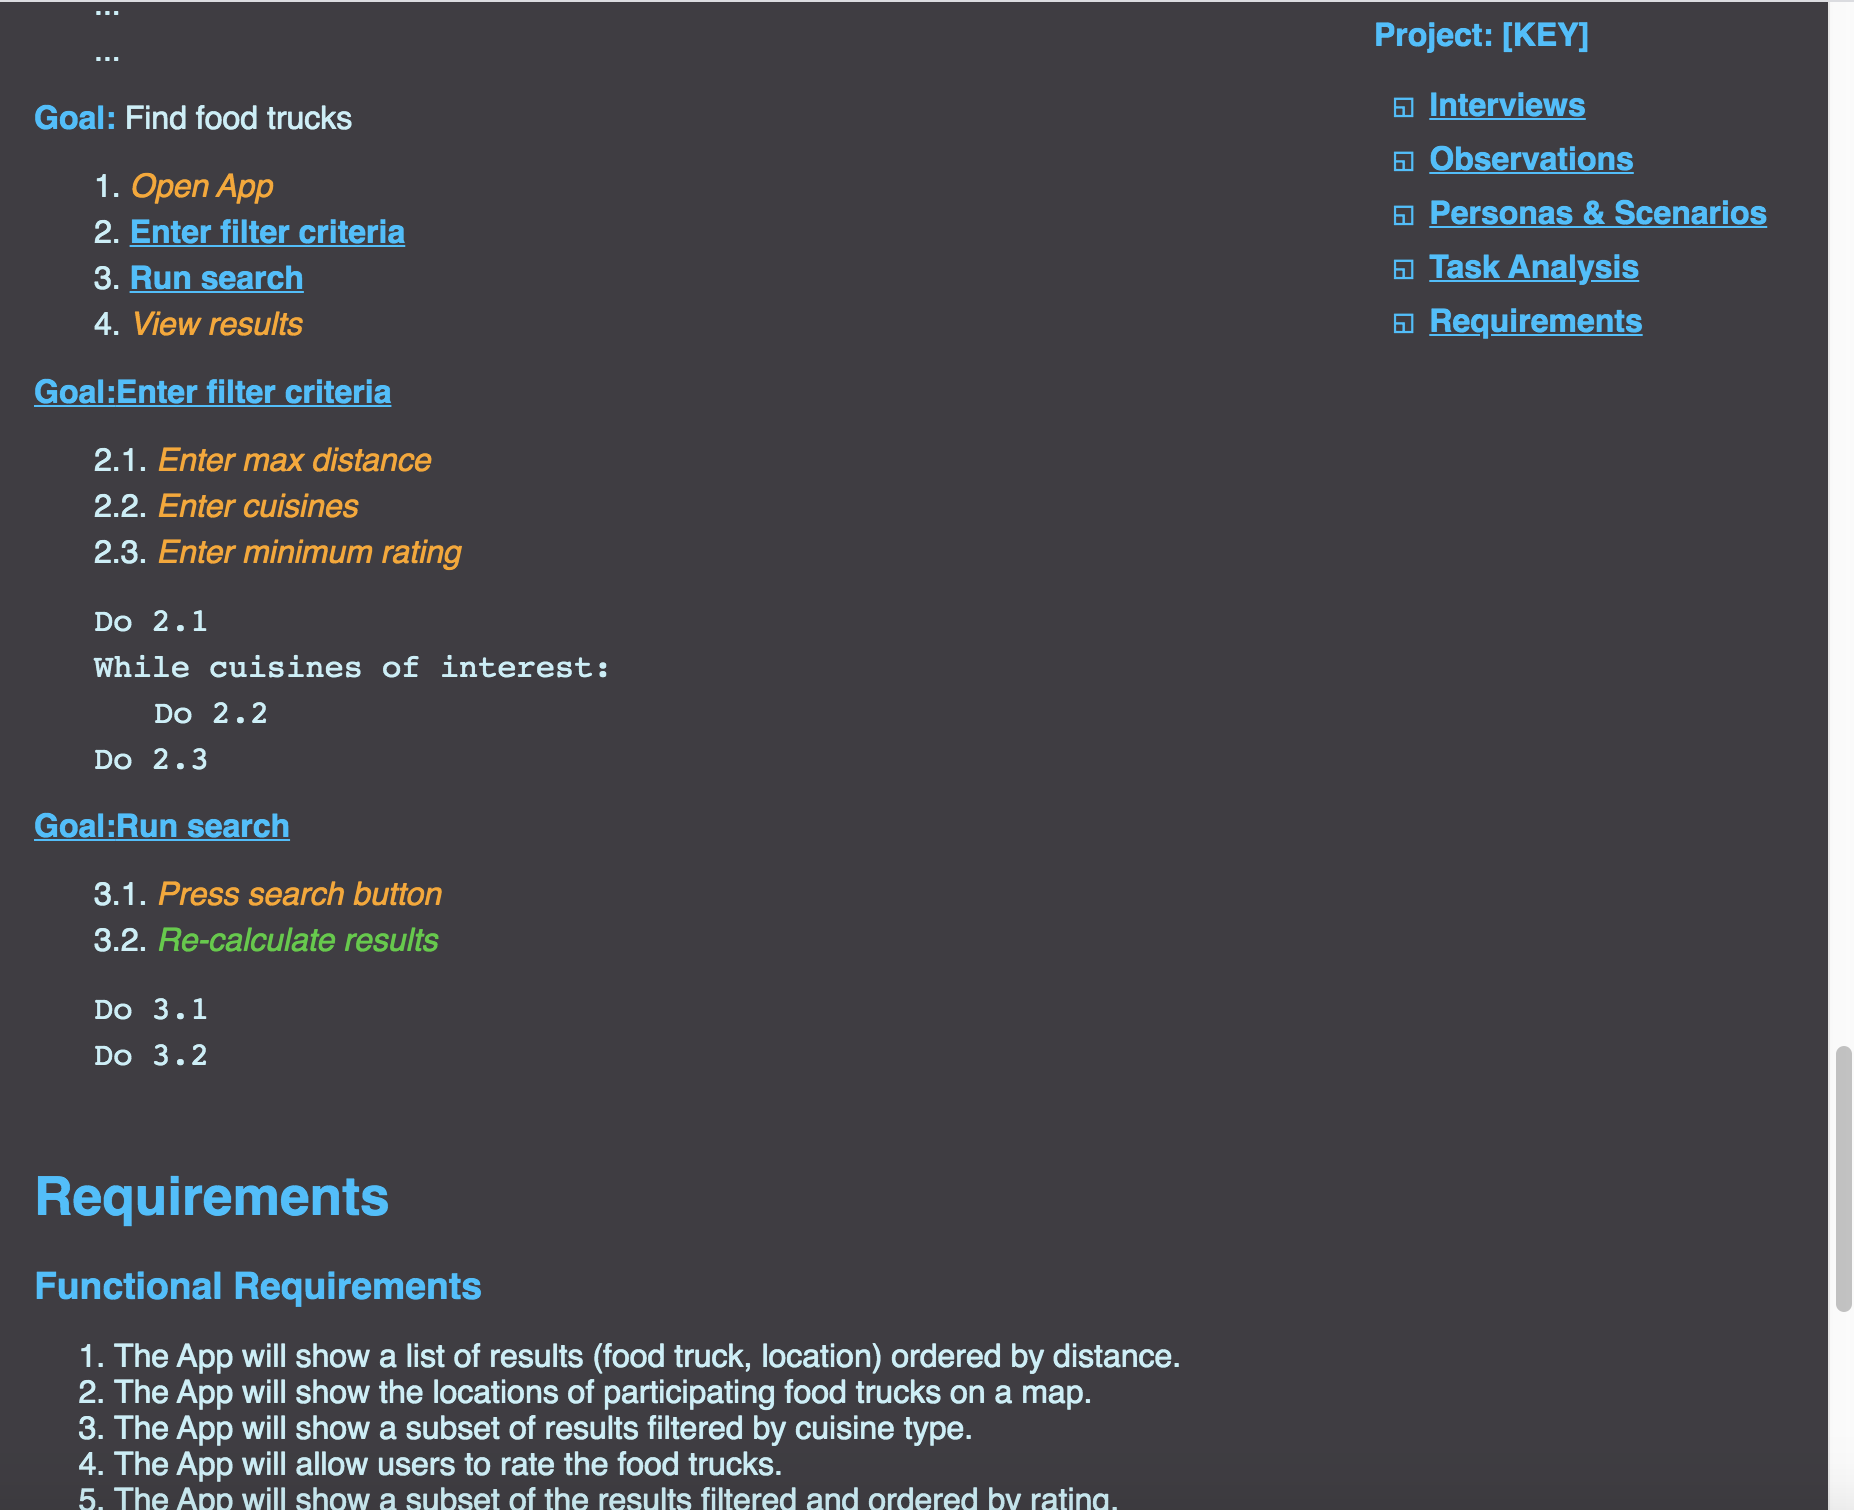 ...
...
Goal: Find food trucks
1. Open App
2. Enter filter criteria
3. Run search
4. View results
Goal:Enter filter criteria
2.1. Enter max distance
2.2. Enter cuisines
2.3. Enter minimum rating
Do 2.1
While cuisines of interest:
Do 2.2
Do 2.3
Goal:Run search
3.1. Press search button
3.2. Re-calculate results
Do 3.1
Do 3.2
Requirements
Functional Requirements
1. The App will show a list of results (food truck, location) ordered by distance.
2. The App will show the locations of participating food trucks on a map.
3. The App will show a subset of results filtered by cuisine type.
4. The App will allow users to rate the food trucks.
5. The App will show a subset of the results filtered and ordered by rating.
Project: [KEY]
Interviews
Observations
Personas & Scenarios
Task Analysis
Requirements